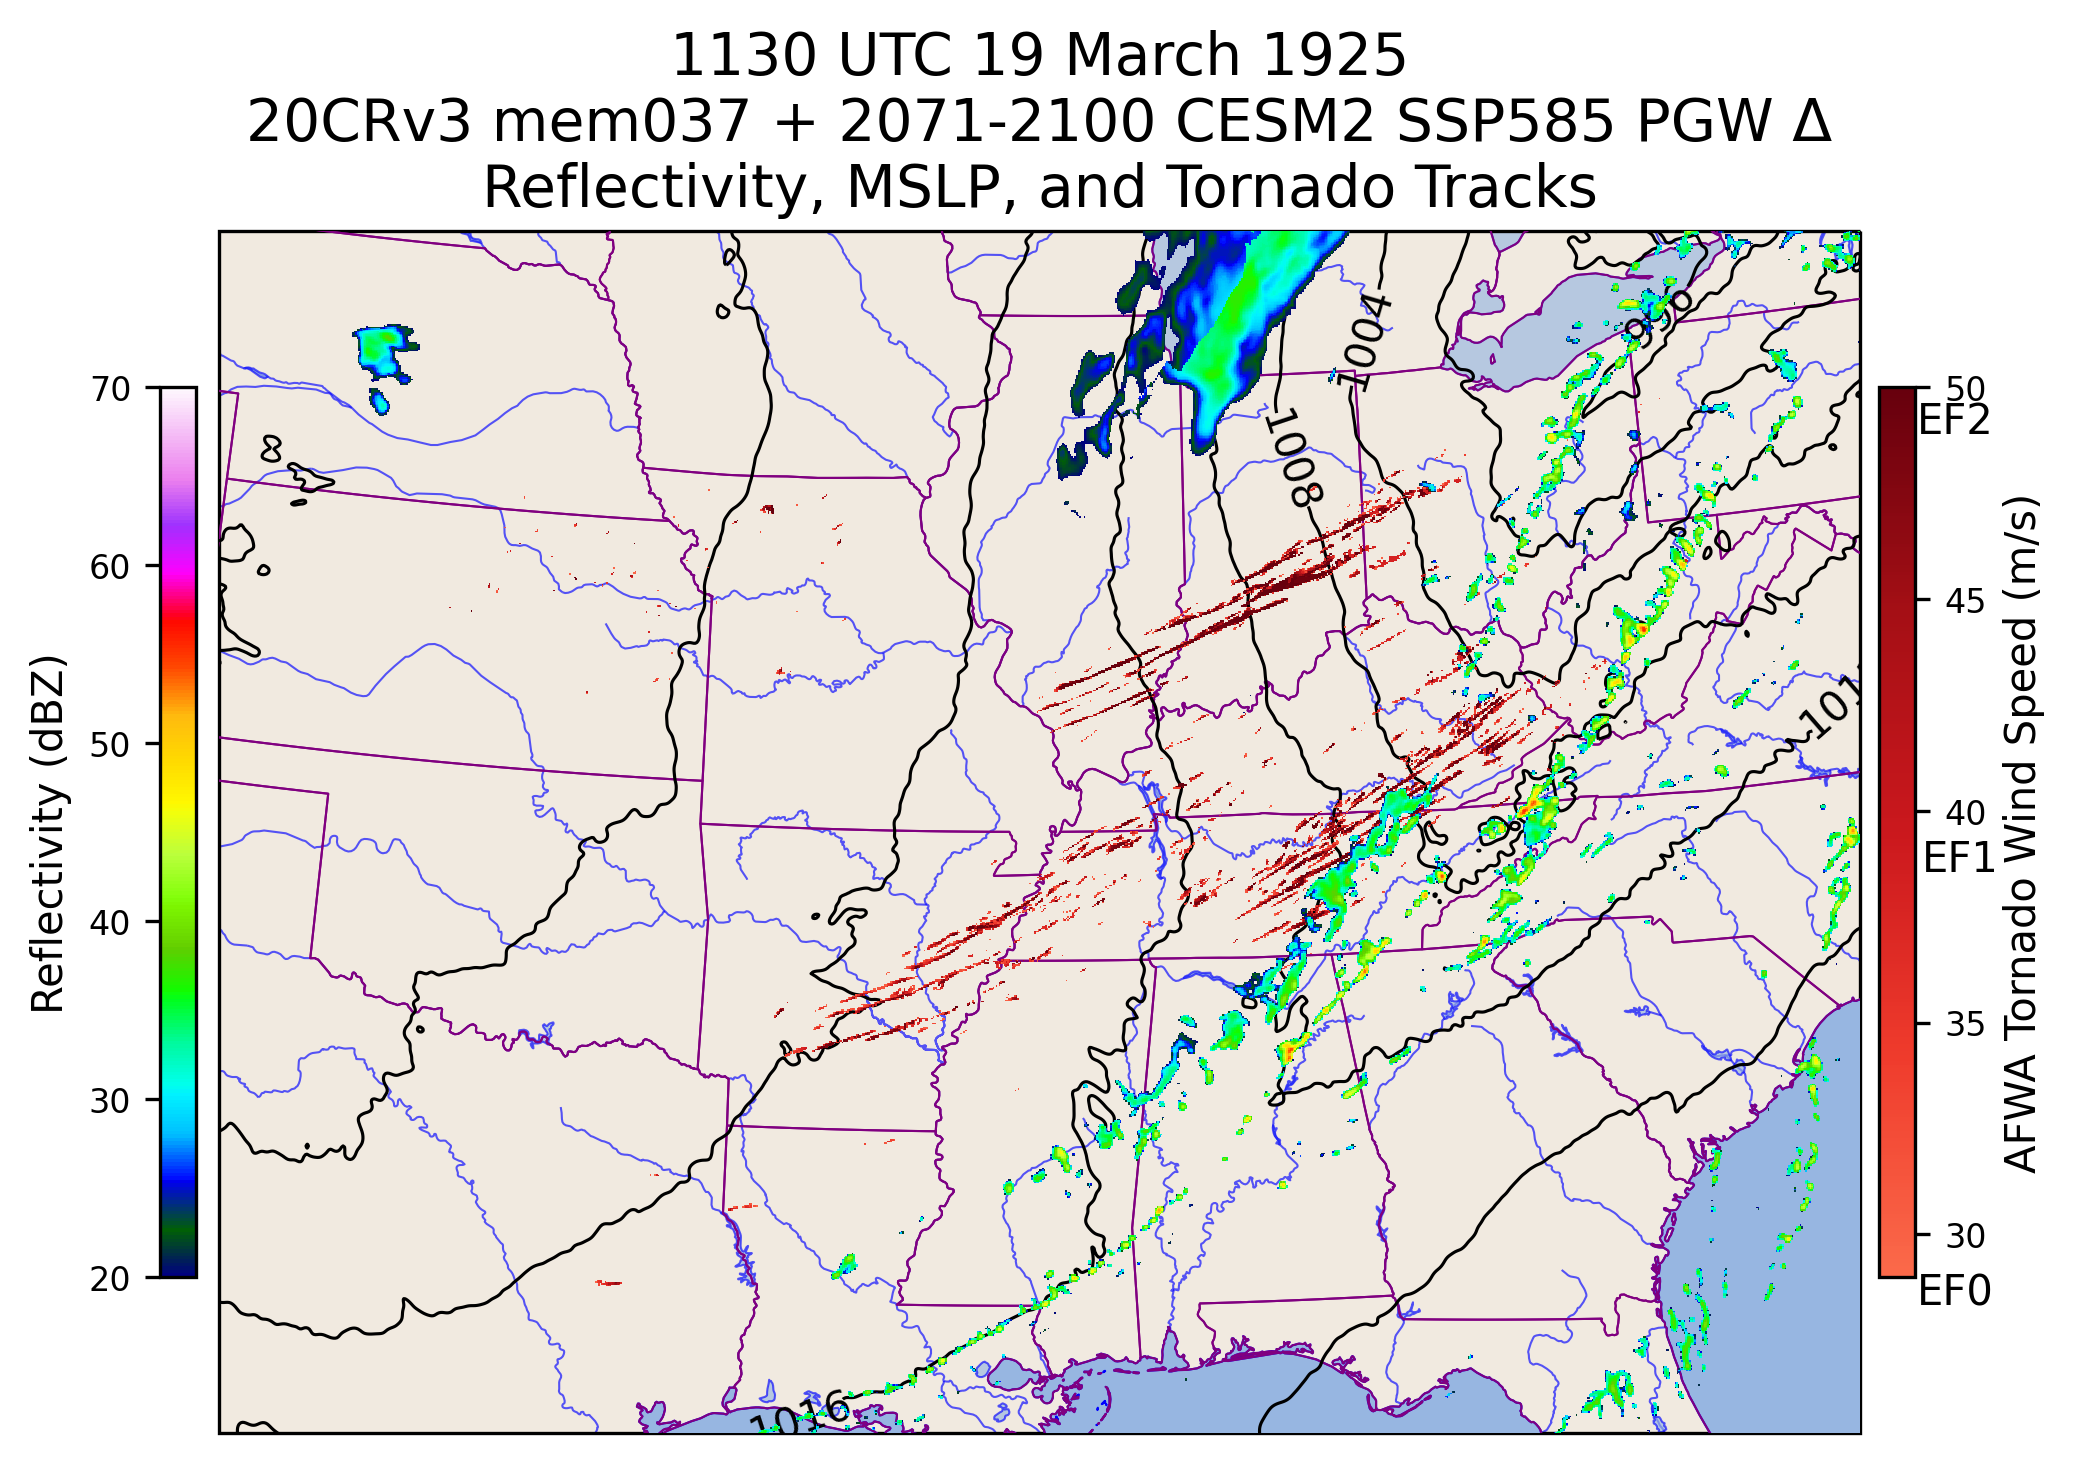 1130 UTC 19 March 1925
20CRv3 mem037 + 2071-2100 CESM2 SSP585 PGW Δ
Reflectivity, MSLP, and Tornado Tracks
Reflectivity (dBZ)
70
60
50
40
30
20
1004
1008
1016
50
EF2
45
40
EF1
35
30
EF0
AFWA Tornado Wind Speed (m/s)